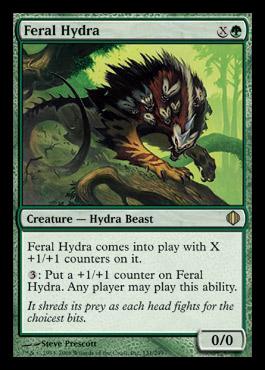 Feral Hydra X
Creature — Hydra Beast
Feral Hydra comes into play with X
+1/+1 counters on it.
3: Put a +1/+1 counter on Feral
Hydra. Any player may play this ability.
It shreds its prey as each head fights for the
choicest bits.
0/0
Steve Prescott